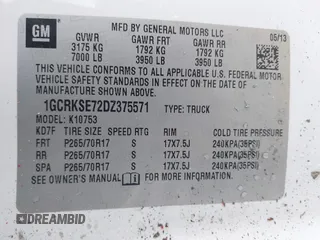 GM
MFD BY GENERAL MOTORS LLC
05/13
GVWR GAWR FRT GAWR RR
3175 KG 1792 KG 1792 KG
7000 LB 3950 LB 3950 LB
THIS VEHICLE CONFORMS TO ALL APPLICABLE U.S. FEDERAL MOTOR
VEHICLE SAFETY STANDARDS IN EFFECT ON THE DATE OF
MANUFACTURE SHOWN ABOVE.
1GCRKSE72DZ375571 TYPE: TRUCK
MODEL: K10753
KD7F TIRE SIZE SPEED RTG RIM COLD TIRE PRESSURE
FRT P265/70R17 S 17X7.5J 240KPA(35PSI)
RR P265/70R17 S 17X7.5J 240KPA(35PSI)
SPA P265/70R17 S 17X7.5J 240KPA(35PSI)
SEE OWNER'S MANUAL FOR ADDITIONAL INFORMATION.
DREAMBID